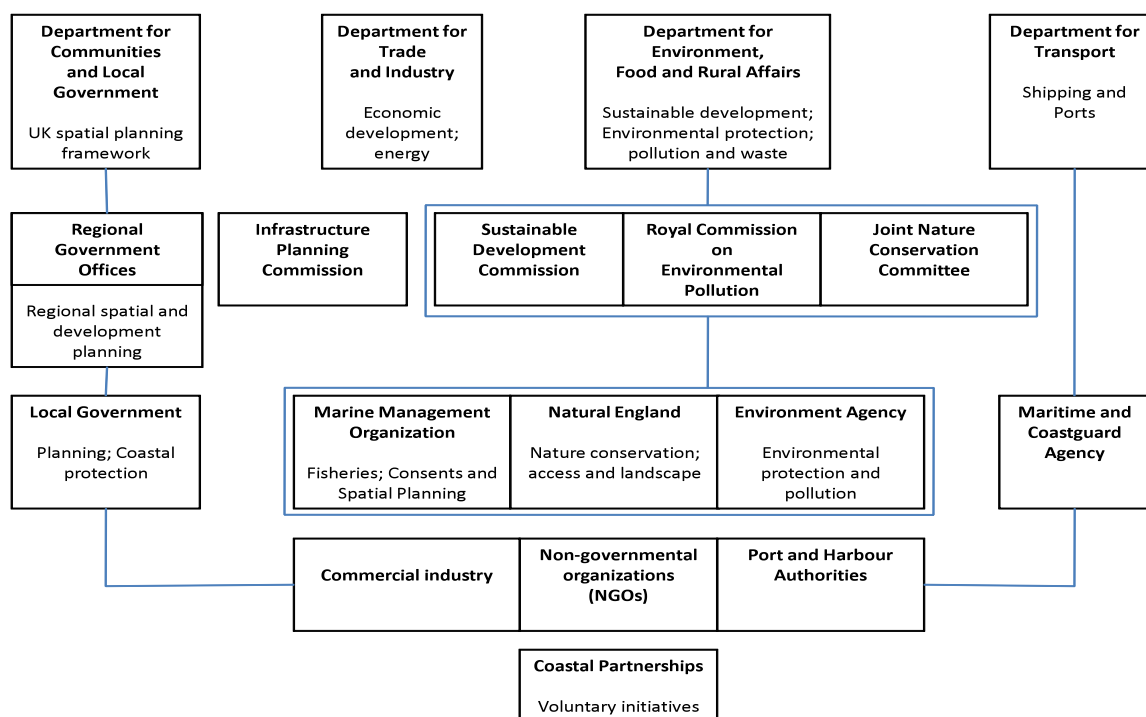 Department for
Communities
and Local
Government
UK spatial planning
framework
Department for
Trade
and Industry
Economic
development;
energy
Department for
Environment,
Food and Rural Affairs
Sustainable development;
Environmental protection;
pollution and waste
Department for
Transport
Shipping and
Ports
Regional
Government
Offices
Regional spatial and
development
planning
Infrastructure
Planning
Commission
Sustainable
Development
Commission
Royal Commission
on
Environmental
Pollution
Joint Nature
Conservation
Committee
Local Government
Planning; Coastal
protection
Marine Management
Organization
Fisheries; Consents and
Spatial Planning
Natural England
Nature conservation;
access and landscape
Environment Agency
Environmental
protection and
pollution
Maritime and
Coastguard
Agency
Commercial industry
Non-governmental
organizations
(NGOs)
Port and Harbour
Authorities
Coastal Partnerships
Voluntary initiatives